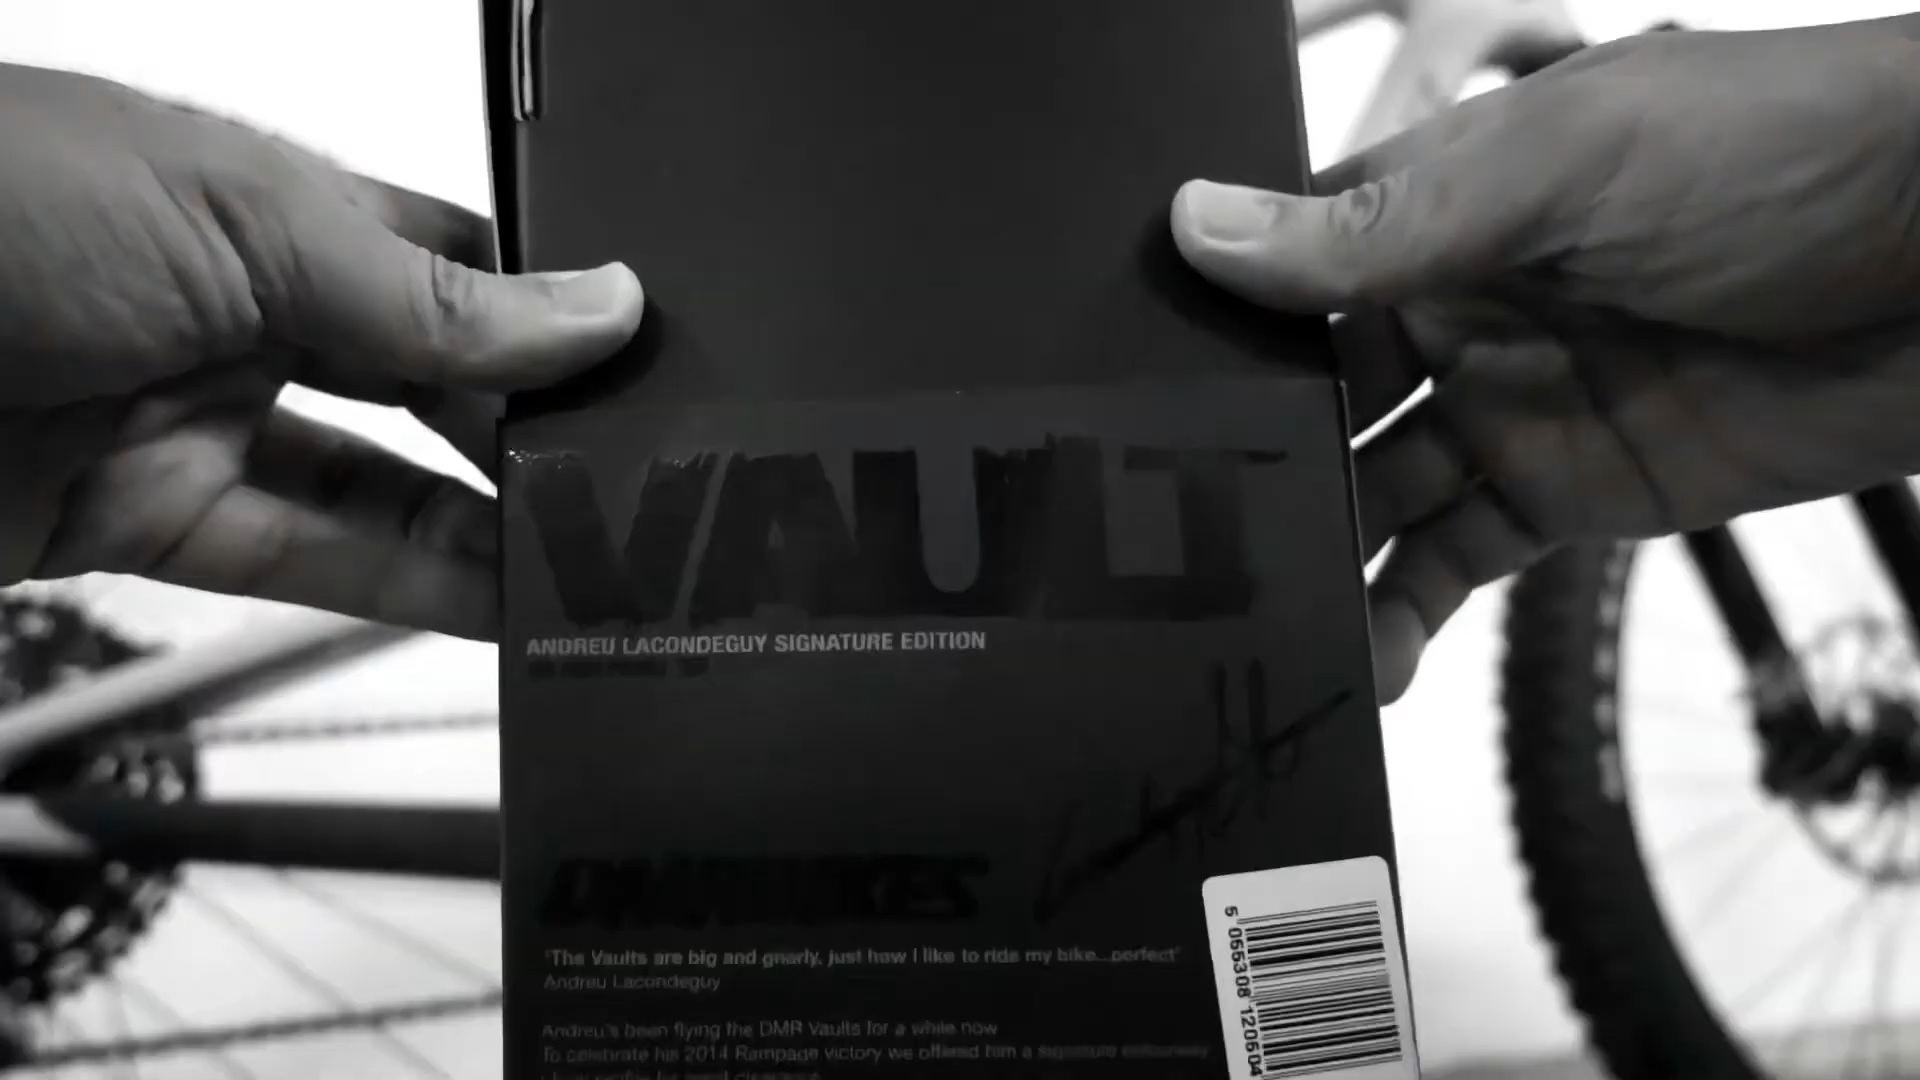 VAULT
ANDREU LACONDEGUY SIGNATURE EDITION
DMRBIKES
'The Vaults are big and gnarly, just how I like to ride my bike...perfect'
Andreu Lacondeguy
Andreu's been flying the DMR Vaults for a while now
To celebrate his 2014 Rampage victory we offered him a signature
5 055308 120604